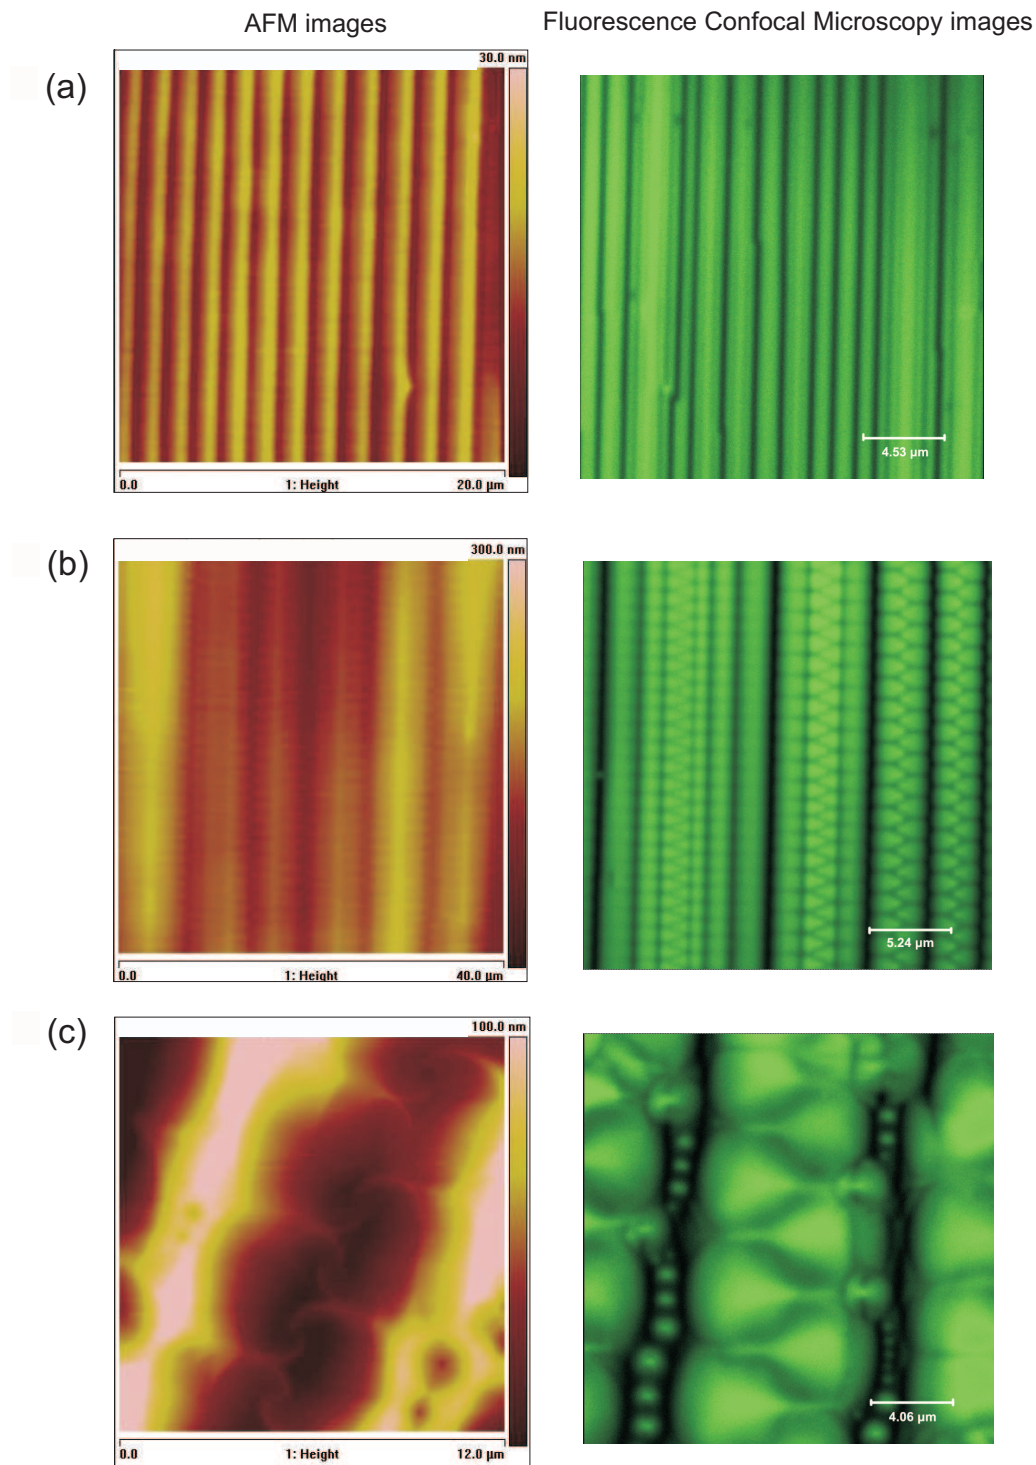 AFM images
Fluorescence Confocal Microscopy images
(a)
30.0 nm
0.0 1: Height 20.0 µm
4.53 µm
(b)
300.0 nm
0.0 1: Height 40.0 µm
5.24 µm
(c)
100.0 nm
0.0 1: Height 12.0 µm
4.06 µm